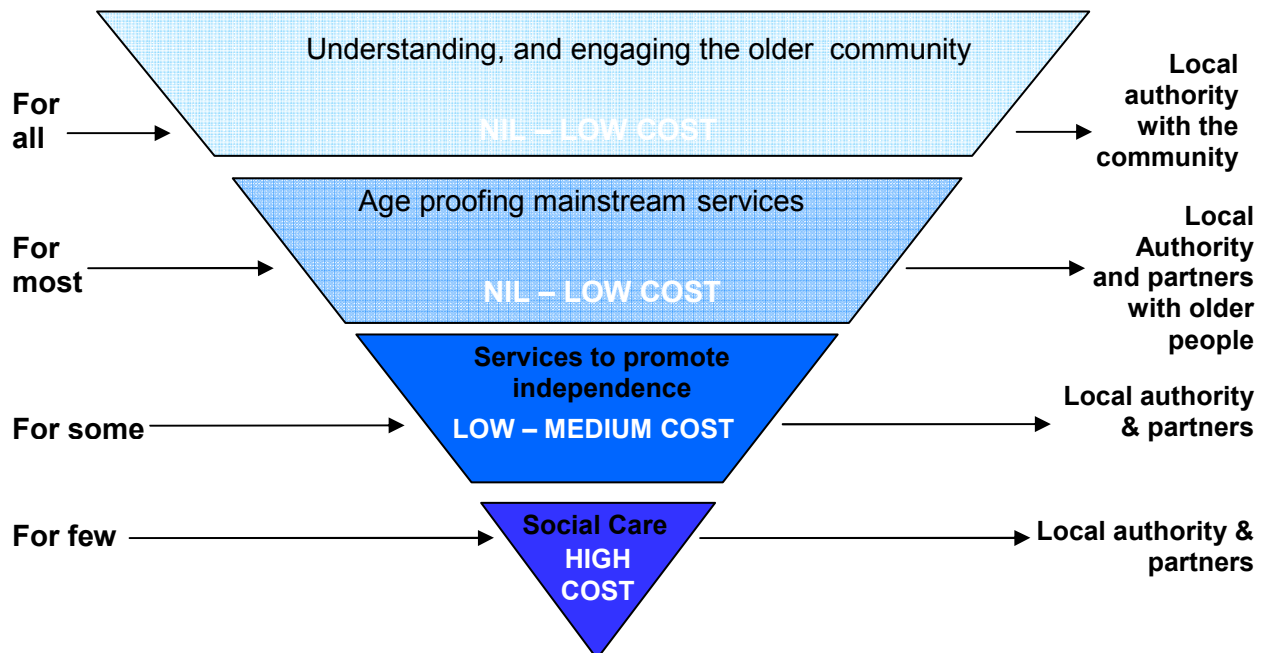 Understanding, and engaging the older community
NIL – LOW COST
For
all
Local
authority
with the
community
Age proofing mainstream services
NIL – LOW COST
For
most
Local
Authority
and partners
with older
people
Services to promote
independence
LOW – MEDIUM COST
For some
Local authority
& partners
Social Care
HIGH
COST
For few
Local authority &
partners